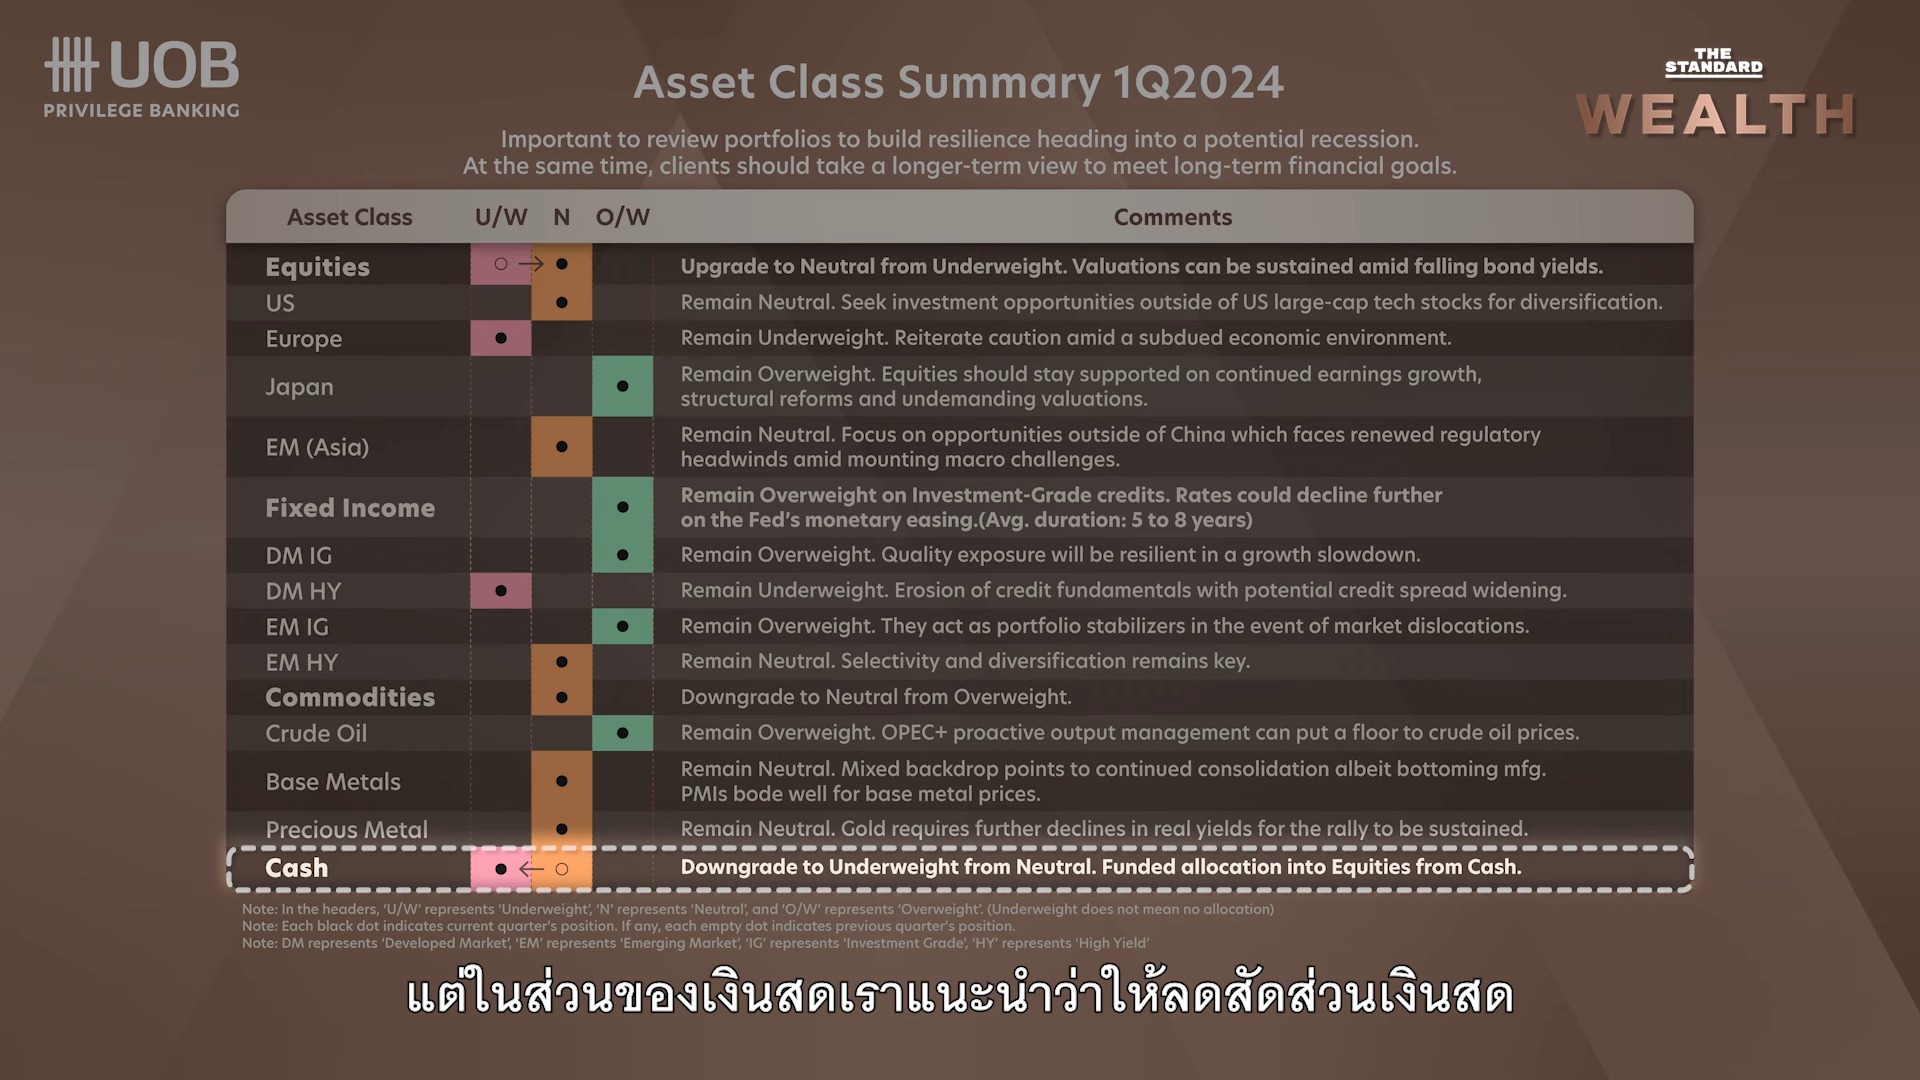 UOB
PRIVILEGE BANKING
THE
STANDARD
WEALTH
Asset Class Summary 1Q2024
Important to review portfolios to build resilience heading into a potential recession.
At the same time, clients should take a longer-term view to meet long-term financial goals.
Asset Class U/W N O/W Comments
Equities Upgrade to Neutral from Underweight. Valuations can be sustained amid falling bond yields.
US Remain Neutral. Seek investment opportunities outside of US large-cap tech stocks for diversification.
Europe Remain Underweight. Reiterate caution amid a subdued economic environment.
Japan Remain Overweight. Equities should stay supported on continued earnings growth,
structural reforms and undemanding valuations.
EM (Asia) Remain Neutral. Focus on opportunities outside of China which faces renewed regulatory
headwinds amid mounting macro challenges.
Fixed Income Remain Overweight on Investment-Grade credits. Rates could decline further
on the Fed's monetary easing.(Avg. duration: 5 to 8 years)
DM IG Remain Overweight. Quality exposure will be resilient in a growth slowdown.
DM HY Remain Underweight. Erosion of credit fundamentals with potential credit spread widening.
EM IG Remain Overweight. They act as portfolio stabilizers in the event of market dislocations.
EM HY Remain Neutral. Selectivity and diversification remains key.
Commodities Downgrade to Neutral from Overweight.
Crude Oil Remain Overweight. OPEC+ proactive output management can put a floor to crude oil prices.
Base Metals Remain Neutral. Mixed backdrop points to continued consolidation albeit bottoming mfg.
PMIs bode well for base metal prices.
Precious Metal Remain Neutral. Gold requires further declines in real yields for the rally to be sustained.
Cash Downgrade to Underweight from Neutral. Funded allocation into Equities from Cash.
Note: In the headers, 'U/W' represents 'Underweight', 'N' represents 'Neutral', and 'O/W' represents 'Overweight'. (Underweight does not mean no allocation)
Note: Each black dot indicates current quarter's position. If any, each empty dot indicates previous quarter's position.
Note: DM represents 'Developed Market', 'EM' represents 'Emerging Market', 'IG' represents 'Investment Grade', 'HY' represents 'High Yield'
แต่ในส่วนของเงินสดเราแนะนำว่าให้ลดสัดส่วนเงินสด